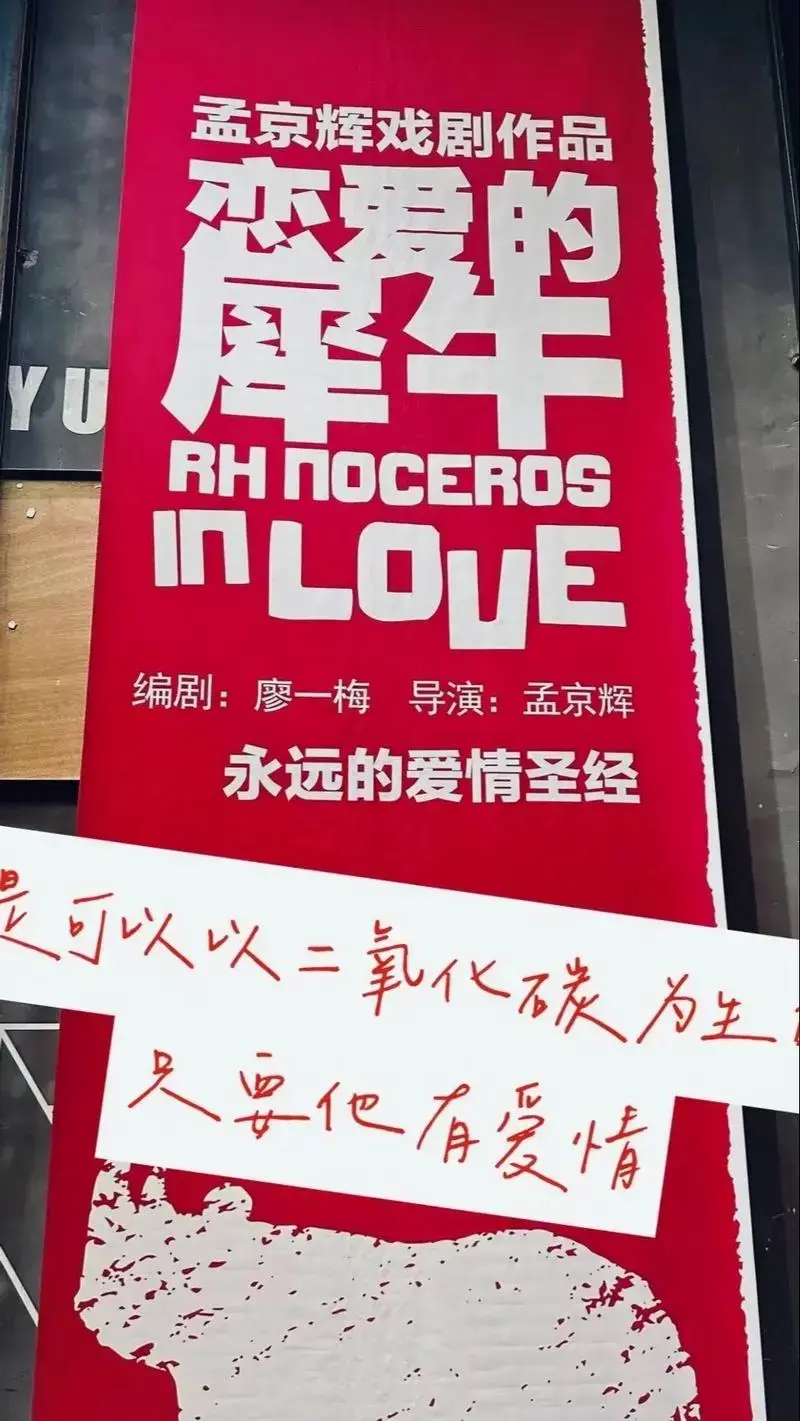 孟京辉戏剧作品
恋爱的
犀牛
RH NOCEROS
IN LOVE
编剧：廖一梅 导演：孟京辉
永远的爱情圣经
YU
是可以以二氧化碳为生
只要他有爱情